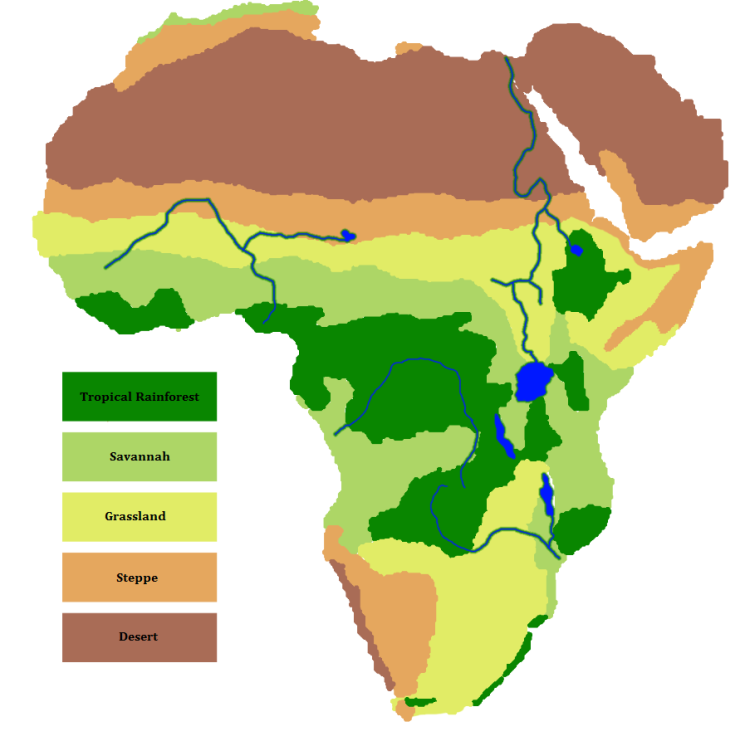 Tropical Rainforest
Savannah
Grassland
Steppe
Desert